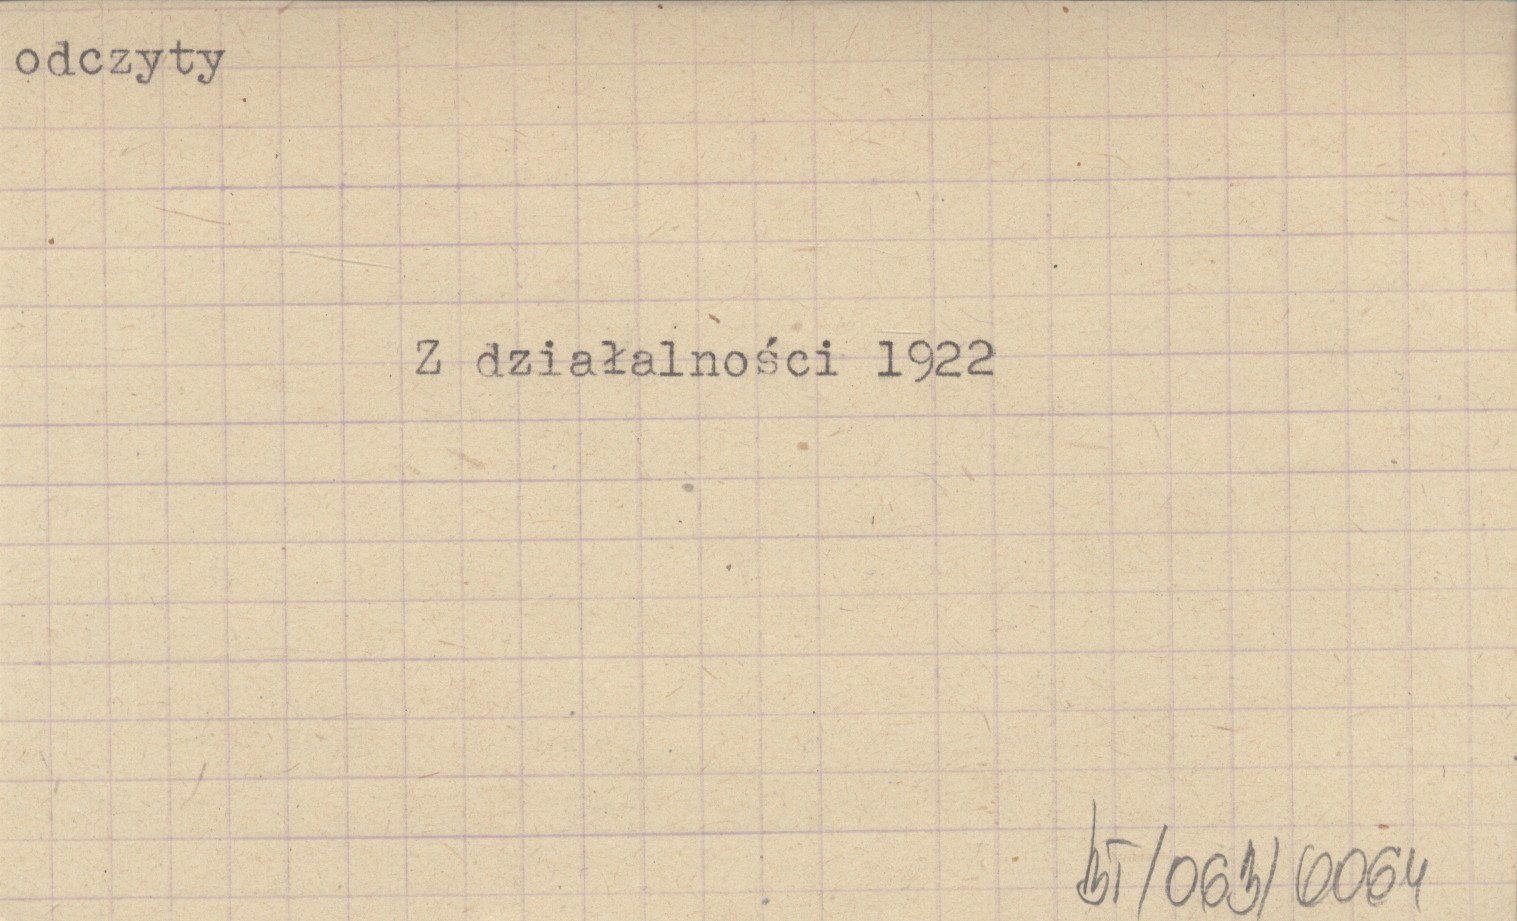 odczyty
Z działalności 1922
BT/063/0064